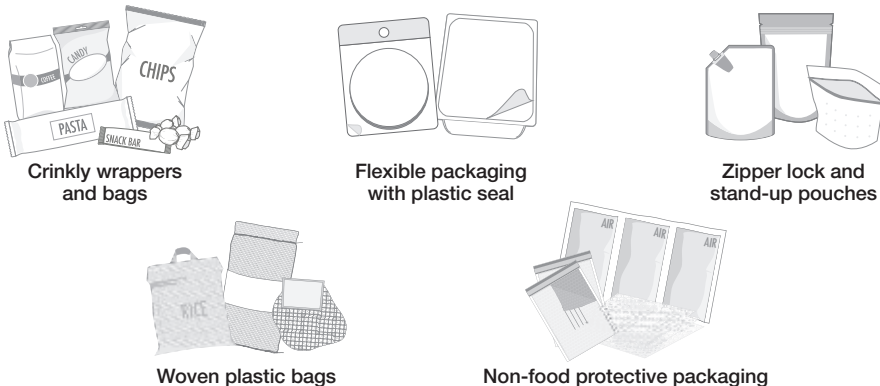 COFFEE
CANDY
CHIPS
PASTA
SNACK BAR
Crinkly wrappers
and bags
Flexible packaging
with plastic seal
Zipper lock and
stand-up pouches
RICE
AIR
AIR
AIR
Woven plastic bags
Non-food protective packaging